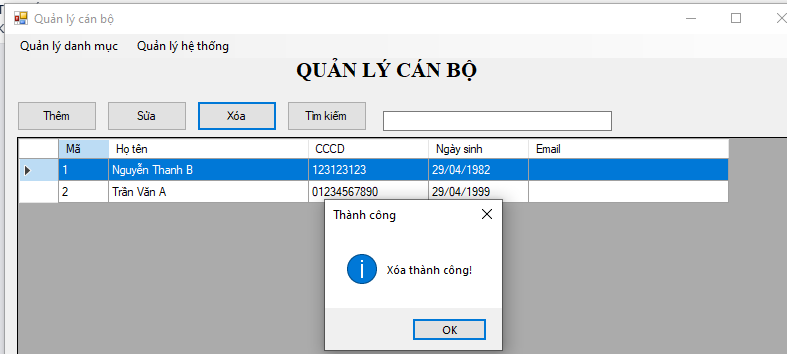 Quản lý cán bộ
Quản lý danh mục Quản lý hệ thống
QUẢN LÝ CÁN BỘ
Thêm Sửa Xóa Tìm kiếm
Mã Họ tên CCCD Ngày sinh Email
1 Nguyễn Thanh B 123123123 29/04/1982
2 Trần Văn A 01234567890 29/04/1999
Thành công
Xóa thành công!
OK